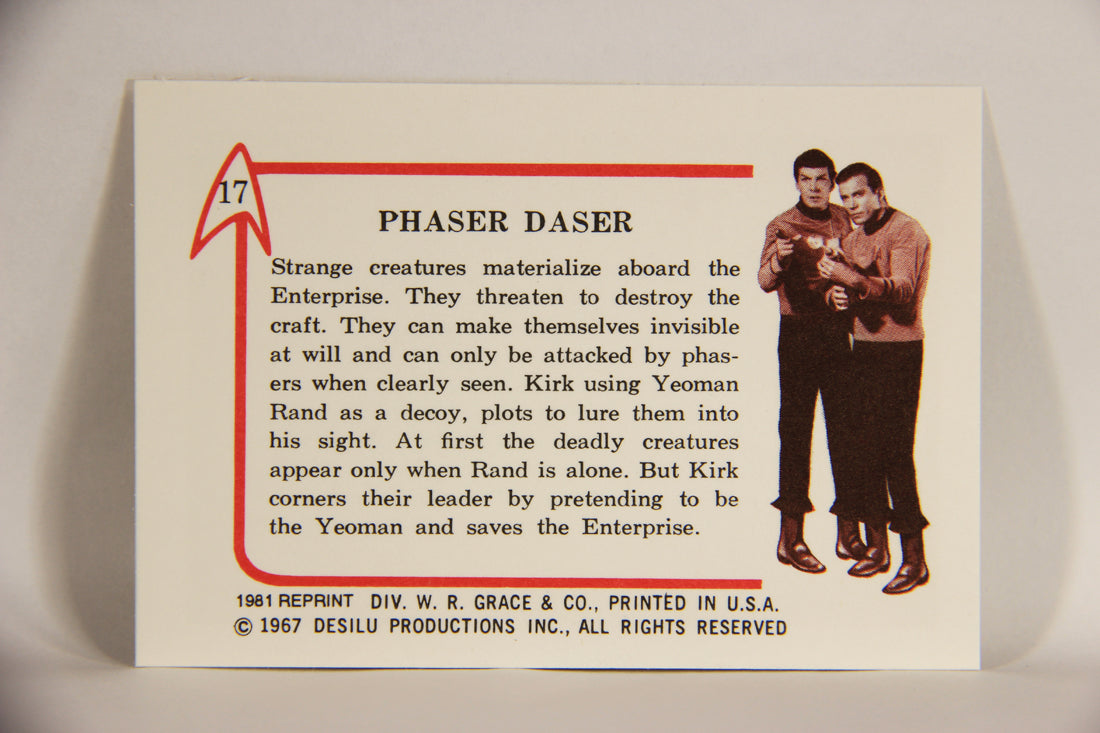 17
PHASER DASER
Strange creatures materialize aboard the
Enterprise. They threaten to destroy the
craft. They can make themselves invisible
at will and can only be attacked by phas-
ers when clearly seen. Kirk using Yeoman
Rand as a decoy, plots to lure them into
his sight. At first the deadly creatures
appear only when Rand is alone. But Kirk
corners their leader by pretending to be
the Yeoman and saves the Enterprise.
1981 REPRINT DIV. W. R. GRACE & CO., PRINTED IN U.S.A.
© 1967 DESILU PRODUCTIONS INC., ALL RIGHTS RESERVED